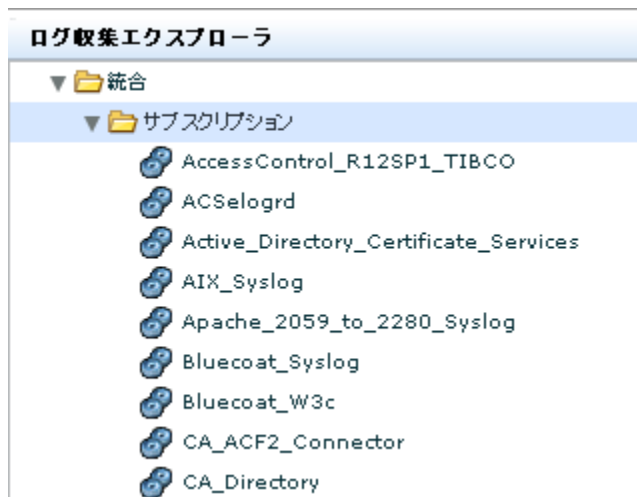 ログ収集エクスプローラ
統合
サブスクリプション
AccessControl_R12SP1_TIBCO
ACSelogrd
Active_Directory_Certificate_Services
AIX_Syslog
Apache_2059_to_2280_Syslog
Bluecoat_Syslog
Bluecoat_W3c
CA_ACF2_Connector
CA_Directory